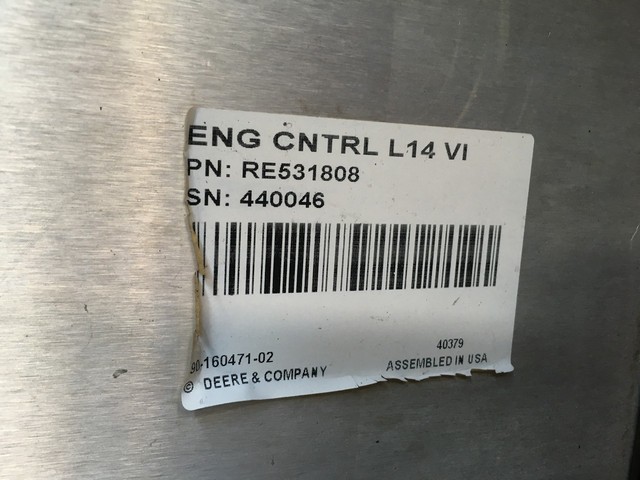 ENG CNTRL L14 VI
PN: RE531808
SN: 440046
90-160471-02
40379
© DEERE & COMPANY
ASSEMBLED IN USA